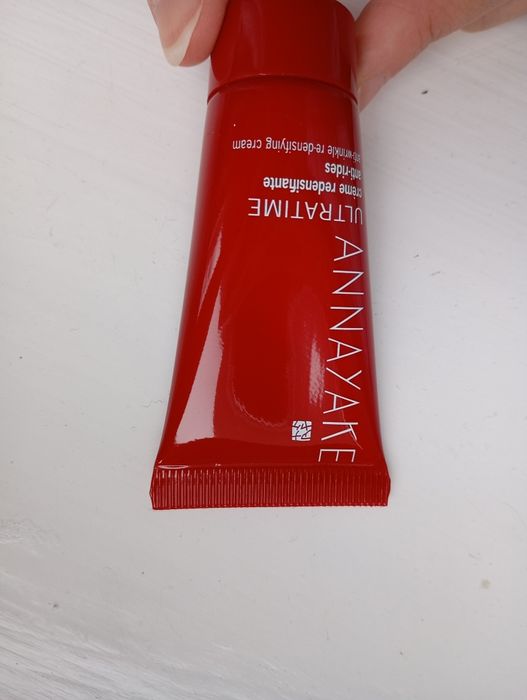 ANNAYAKE
ULTRATIME
crème redensifiante
anti-rides
anti-wrinkle re-densifying cream